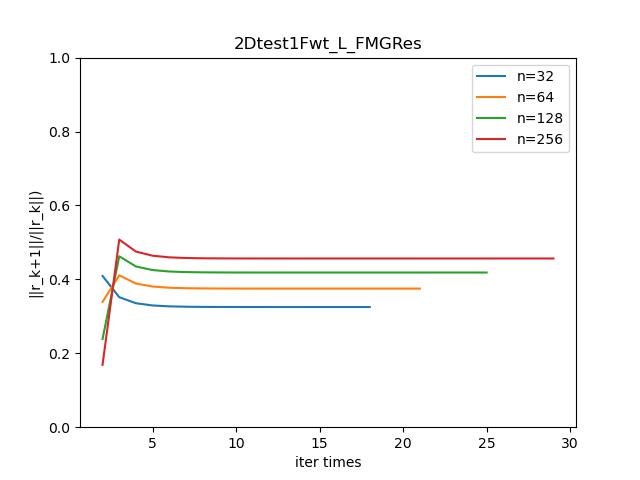 2Dtest1Fwt_L_FMGRes
1.0
0.8
0.6
0.4
0.2
0.0
||r_k+1||/||r_k||)
n=32
n=64
n=128
n=256
5
10
15
20
25
30
iter times